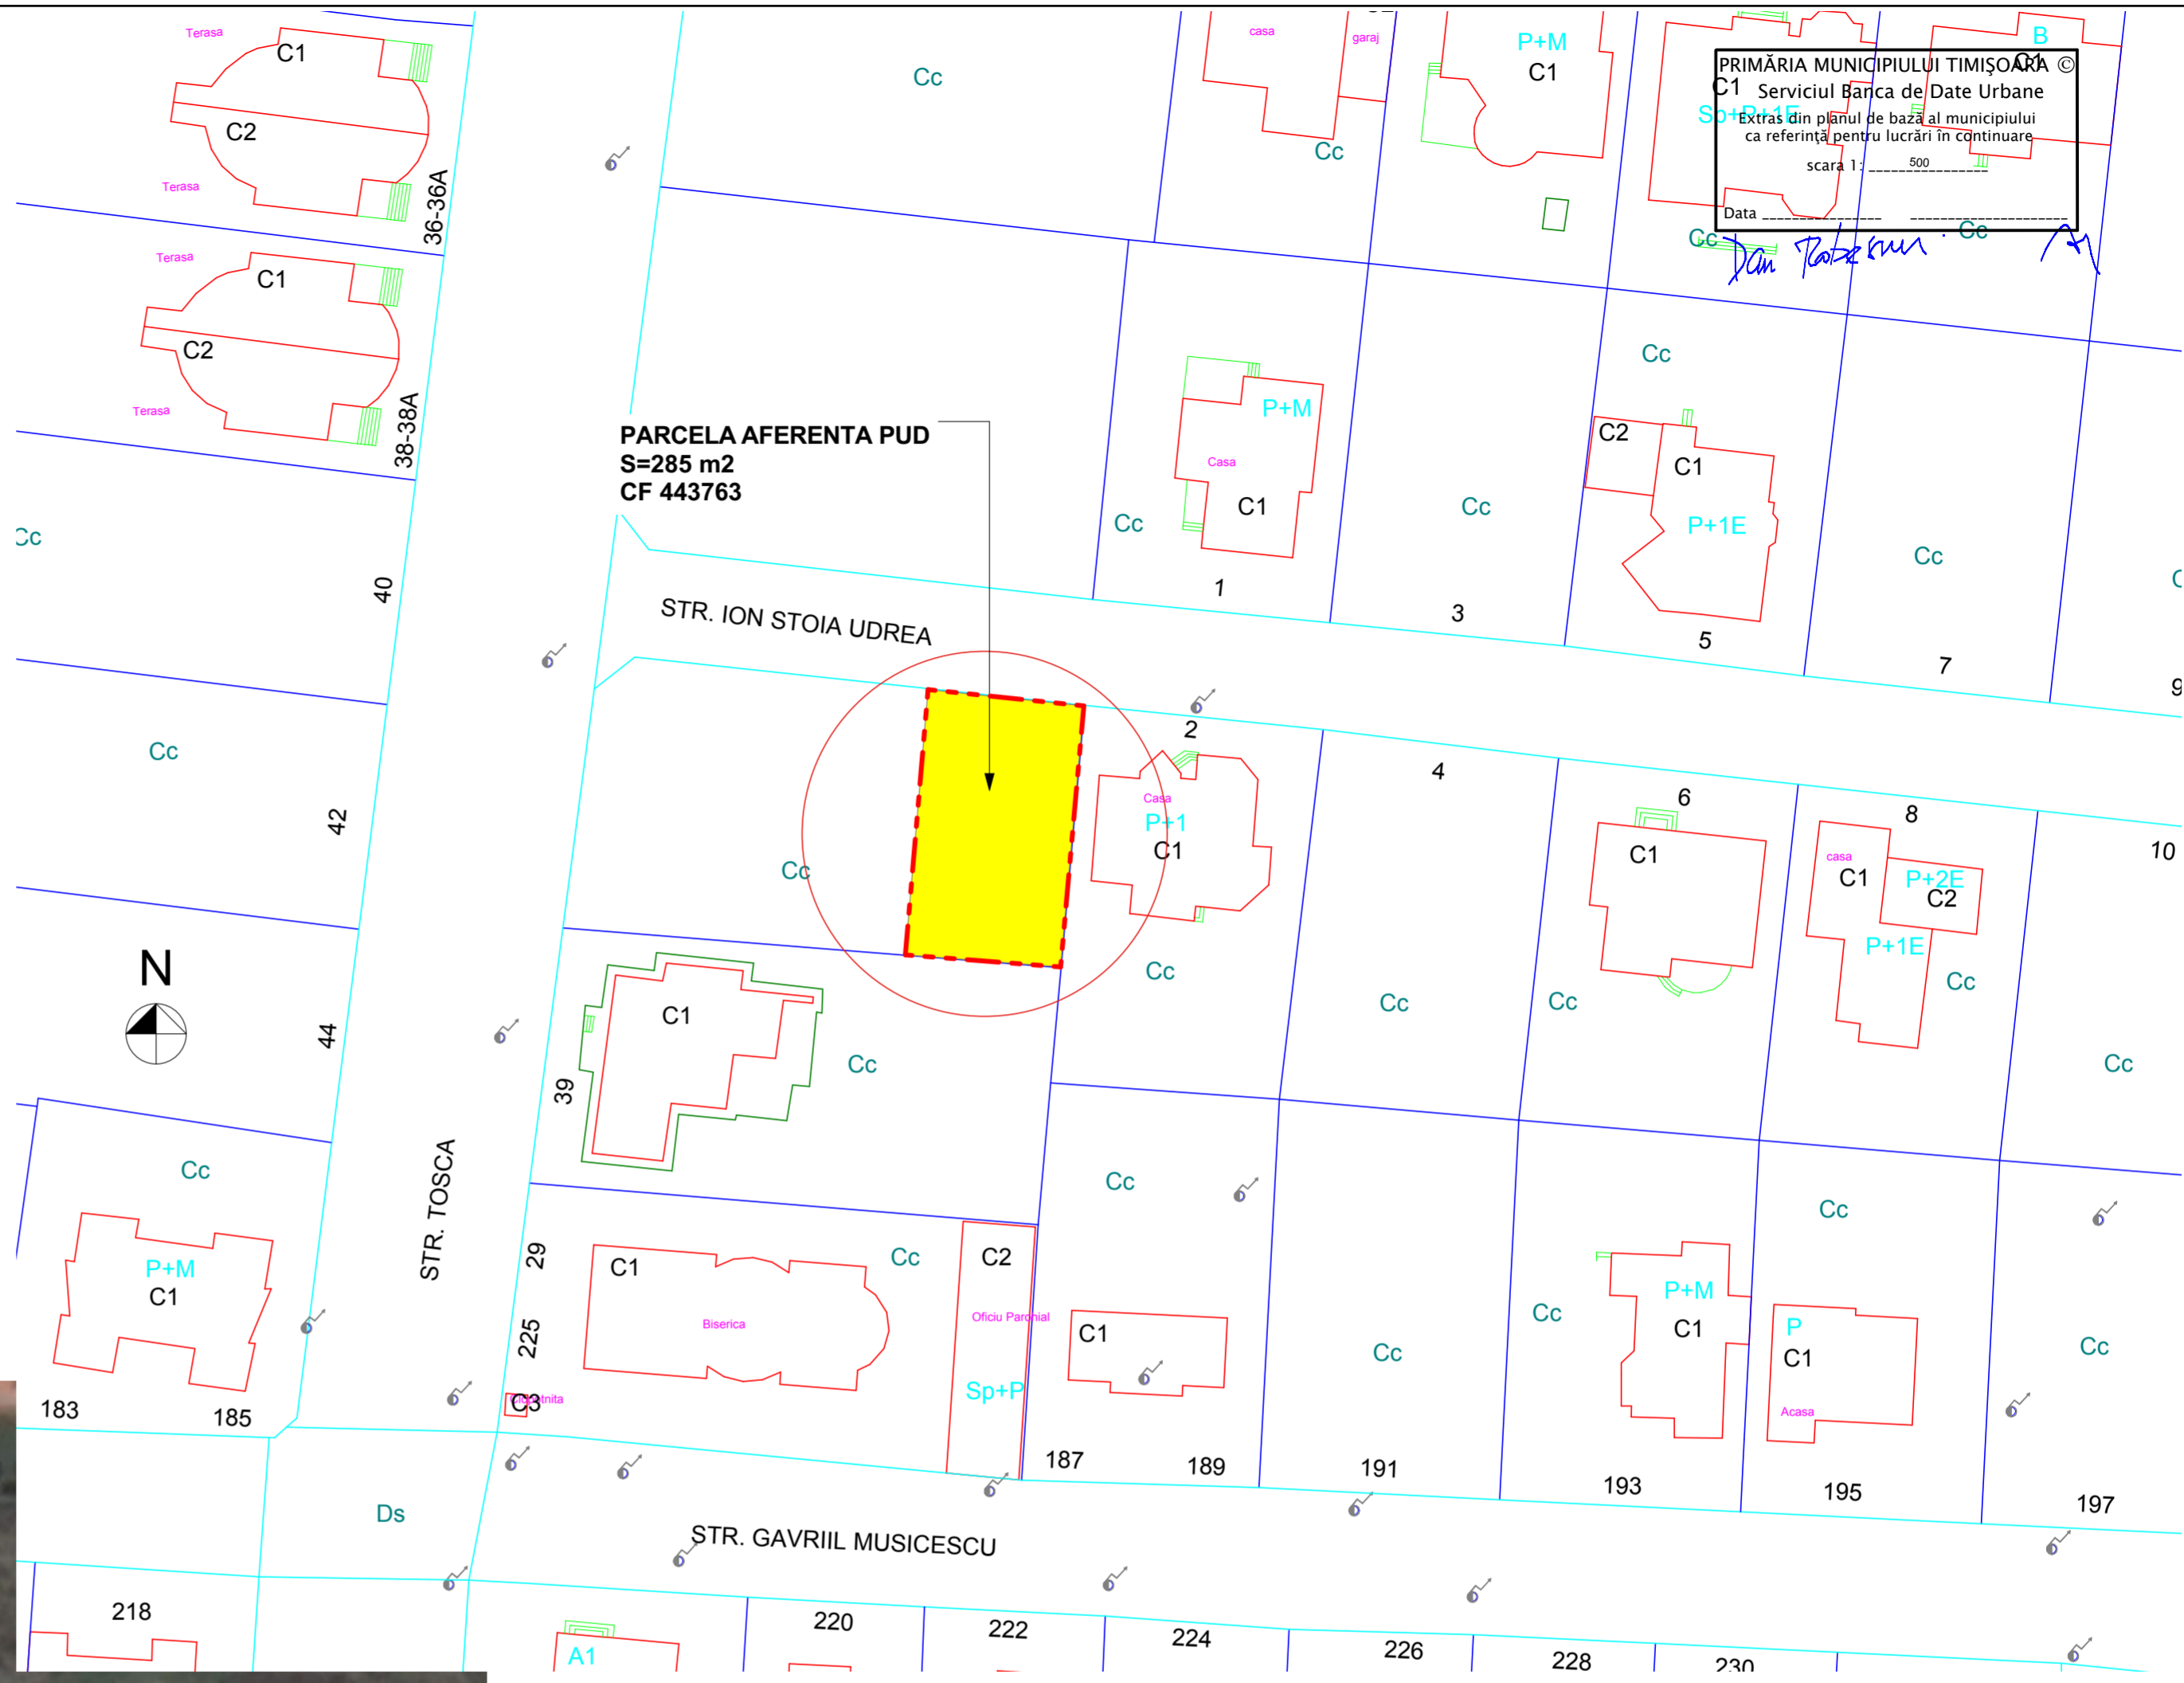 Terasa
C1
C2
Terasa
36-36A
Terasa
C1
C2
Terasa
38-38A
Cc
casa
garaj
Cc
P+M
C1
B
C1
C1
Sp+P+1E
PRIMĂRIA MUNICIPIULUI TIMIŞOARA ©
Serviciul Banca de Date Urbane
Extras din planul de bază al municipiului
ca referinţă pentru lucrări în continuare
scara 1: 500
Data
Cc
Cc
Dan
PARCELA AFERENTA PUD
S=285 m2
CF 443763
P+M
Casa
C1
Cc
1
Cc
3
Cc
C2
C1
P+1E
5
Cc
7
9
Cc
40
STR. ION STOIA UDREA
Cc
42
2
Casa
P+1
C1
Cc
Cc
4
Cc
6
C1
Cc
8
casa
C1
P+2E
C2
P+1E
Cc
10
Cc
N
44
C1
39
Cc
Cc
P+M
C1
183
185
STR. TOSCA
29
225
C1
Biserica
Cc
C2
Oficiu Parohial
Sp+P
C3
Cc
C1
187
189
Cc
191
Cc
P+M
C1
193
Cc
P
C1
Acasa
195
Cc
197
Ds
STR. GAVRIIL MUSICESCU
218
A1
220
222
224
226
228
230